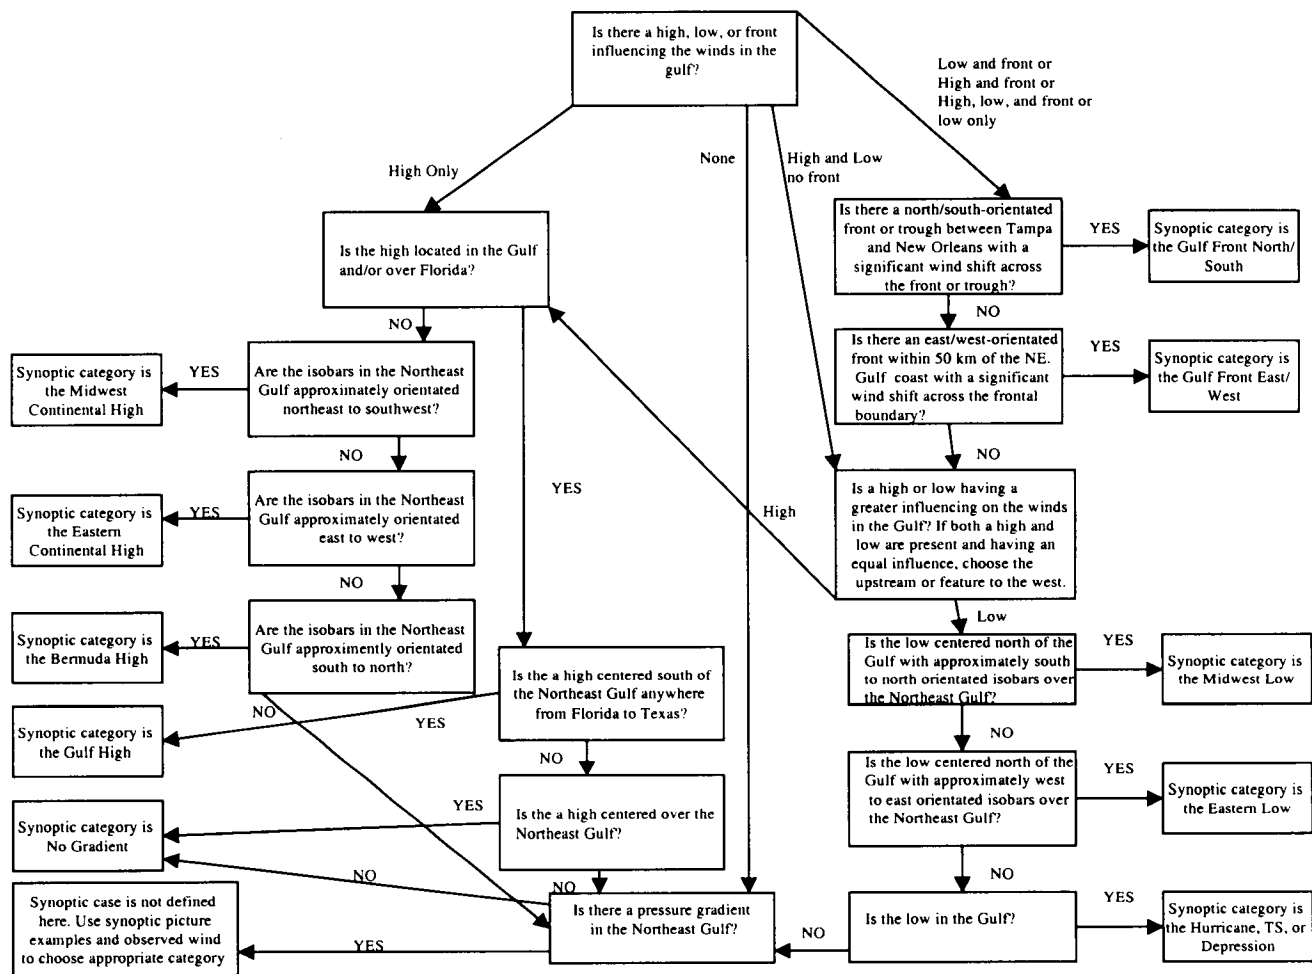 Is there a high, low, or front
influencing the winds in the
gulf?
Low and front or
High and front or
High, low, and front or
low only
None
High and Low
no front
High Only
Is the high located in the Gulf
and/or over Florida?
Is there a north/south-orientated
front or trough between Tampa
and New Orleans with a
significant wind shift across
the front or trough?
YES
Synoptic category is
the Gulf Front North/
South
NO
NO
Is there an east/west-orientated
front within 50 km of the NE.
Gulf coast with a significant
wind shift across the frontal
boundary?
YES
Synoptic category is
the Gulf Front East/
West
Synoptic category is
the Midwest
Continental High
YES
Are the isobars in the Northeast
Gulf approximately orientated
northeast to southwest?
NO
NO
YES
High
Is a high or low having a
greater influencing on the winds
in the Gulf? If both a high and
low are present and having an
equal influence, choose the
upstream or feature to the west.
Synoptic category is
the Eastern
Continental High
YES
Are the isobars in the Northeast
Gulf approximately orientated
east to west?
NO
Low
Synoptic category is
the Bermuda High
YES
Are the isobars in the Northeast
Gulf approximently orientated
south to north?
Is the low centered north of the
Gulf with approximately south
to north orientated isobars over
the Northeast Gulf?
YES
Synoptic category is
the Midwest Low
Is the a high centered south of
the Northeast Gulf anywhere
from Florida to Texas?
NO
YES
Synoptic category is
the Gulf High
NO
NO
Is the low centered north of the
Gulf with approximately west
to east orientated isobars over
the Northeast Gulf?
YES
Synoptic category is
the Eastern Low
Synoptic category is
No Gradient
YES
Is the a high centered over the
Northeast Gulf?
NO
NO
NO
Synoptic case is not defined
here. Use synoptic picture
examples and observed wind
to choose appropriate category
YES
Is there a pressure gradient
in the Northeast Gulf?
NO
Is the low in the Gulf?
YES
Synoptic category is
the Hurricane, TS, or
Depression